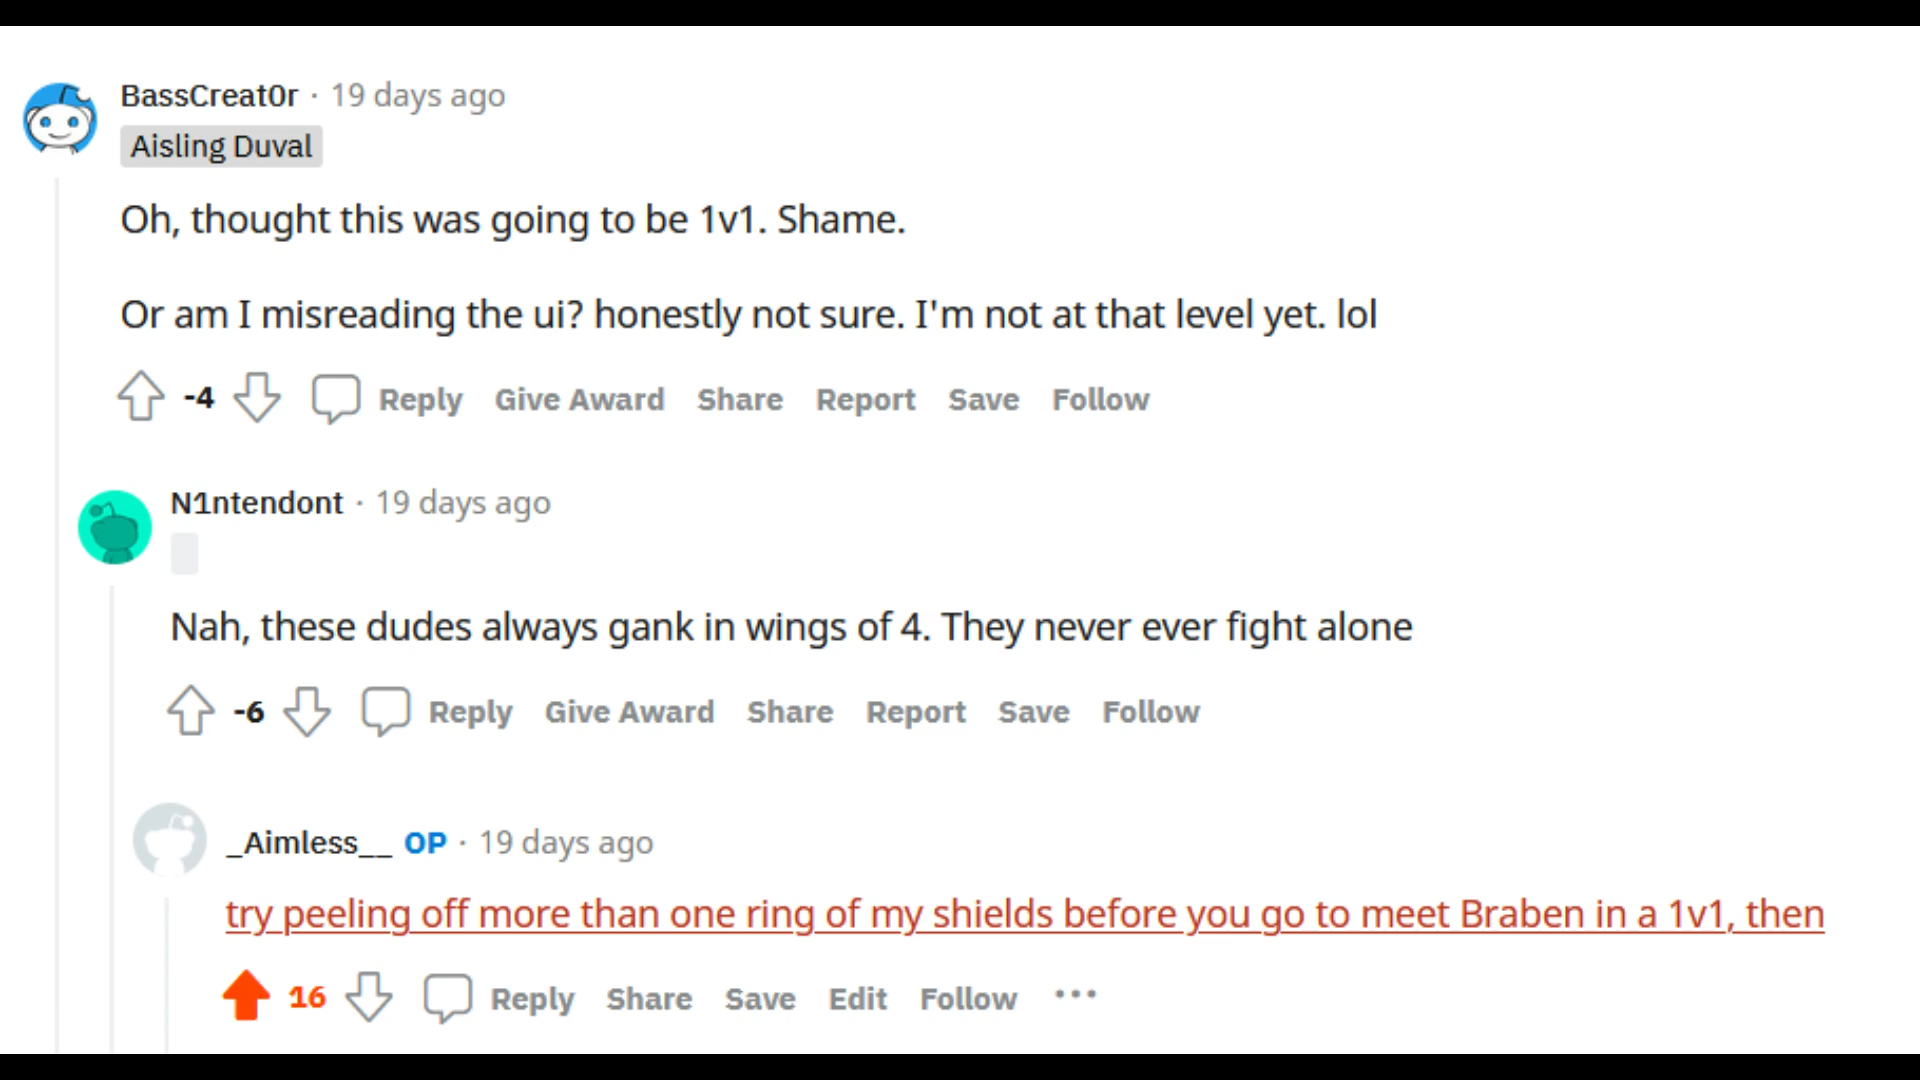 BassCreat0r · 19 days ago
Aisling Duval
Oh, thought this was going to be 1v1. Shame.
Or am I misreading the ui? honestly not sure. I'm not at that level yet. lol
-4 Reply Give Award Share Report Save Follow
N1ntendont · 19 days ago
Nah, these dudes always gank in wings of 4. They never ever fight alone
-6 Reply Give Award Share Report Save Follow
_Aimless__ OP · 19 days ago
try peeling off more than one ring of my shields before you go to meet Braben in a 1v1, then
16 Reply Share Save Edit Follow ···